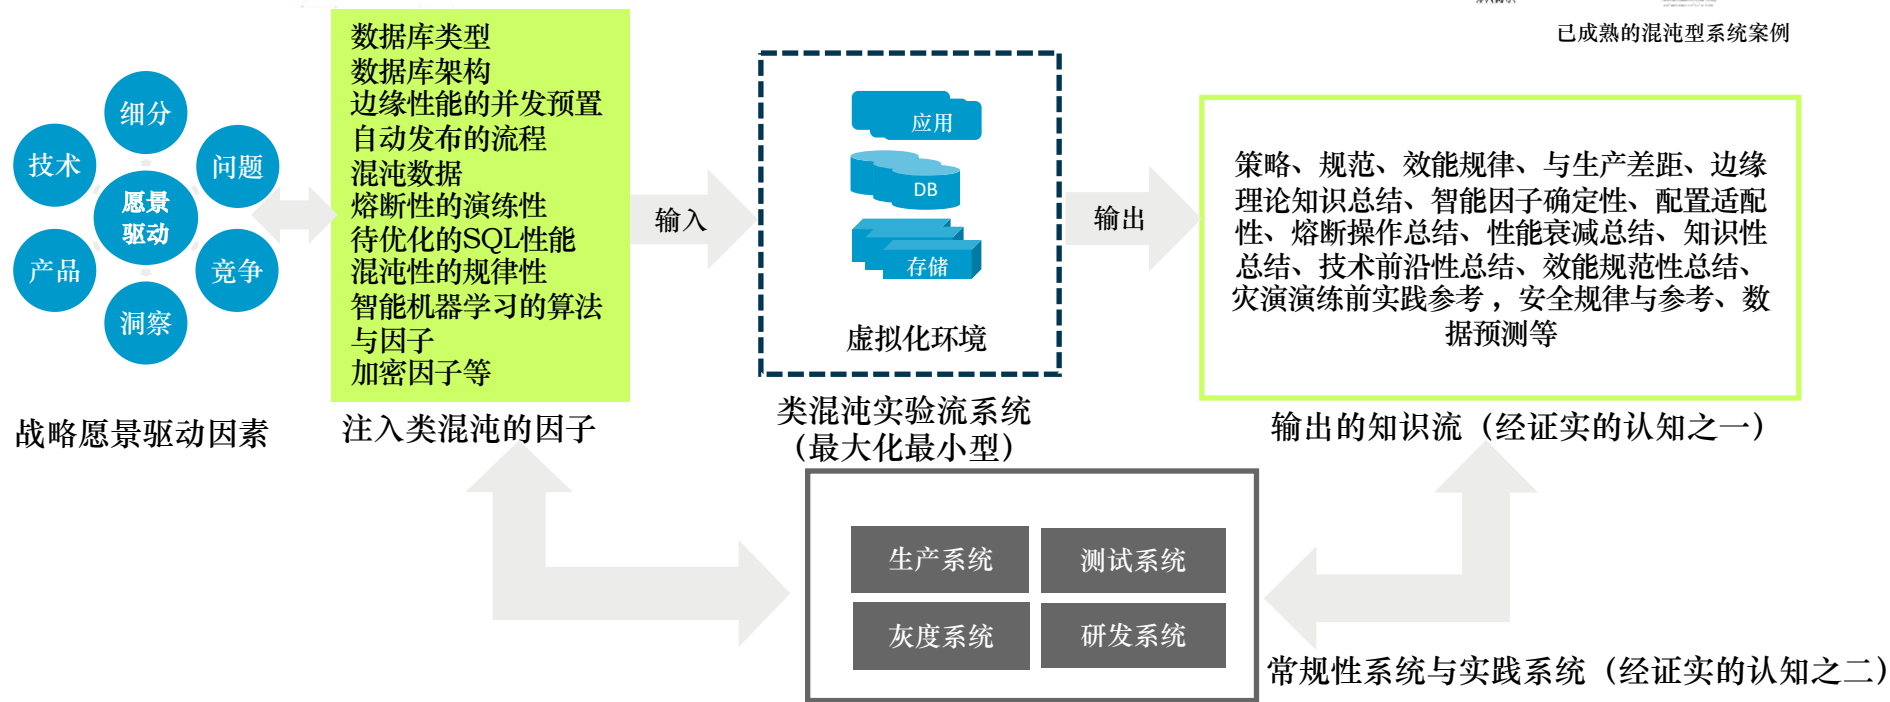 已成熟的混沌型系统案例
细分
技术
问题
愿景
驱动
产品
竞争
洞察
战略愿景驱动因素
数据库类型
数据库架构
边缘性能的并发预置
自动发布的流程
混沌数据
熔断性的演练性
待优化的SQL性能
混沌性的规律性
智能机器学习的算法
与因子
加密因子等
注入类混沌的因子
输入
应用
DB
存储
虚拟化环境
类混沌实验流系统
（最大化最小型）
输出
策略、规范、效能规律、与生产差距、边缘
理论知识总结、智能因子确定性、配置适配
性、熔断操作总结、性能衰减总结、知识性
总结、技术前沿性总结、效能规范性总结、
灾演演练前实践参考，安全规律与参考、数
据预测等
输出的知识流（经证实的认知之一）
生产系统
测试系统
灰度系统
研发系统
常规性系统与实践系统（经证实的认知之二）